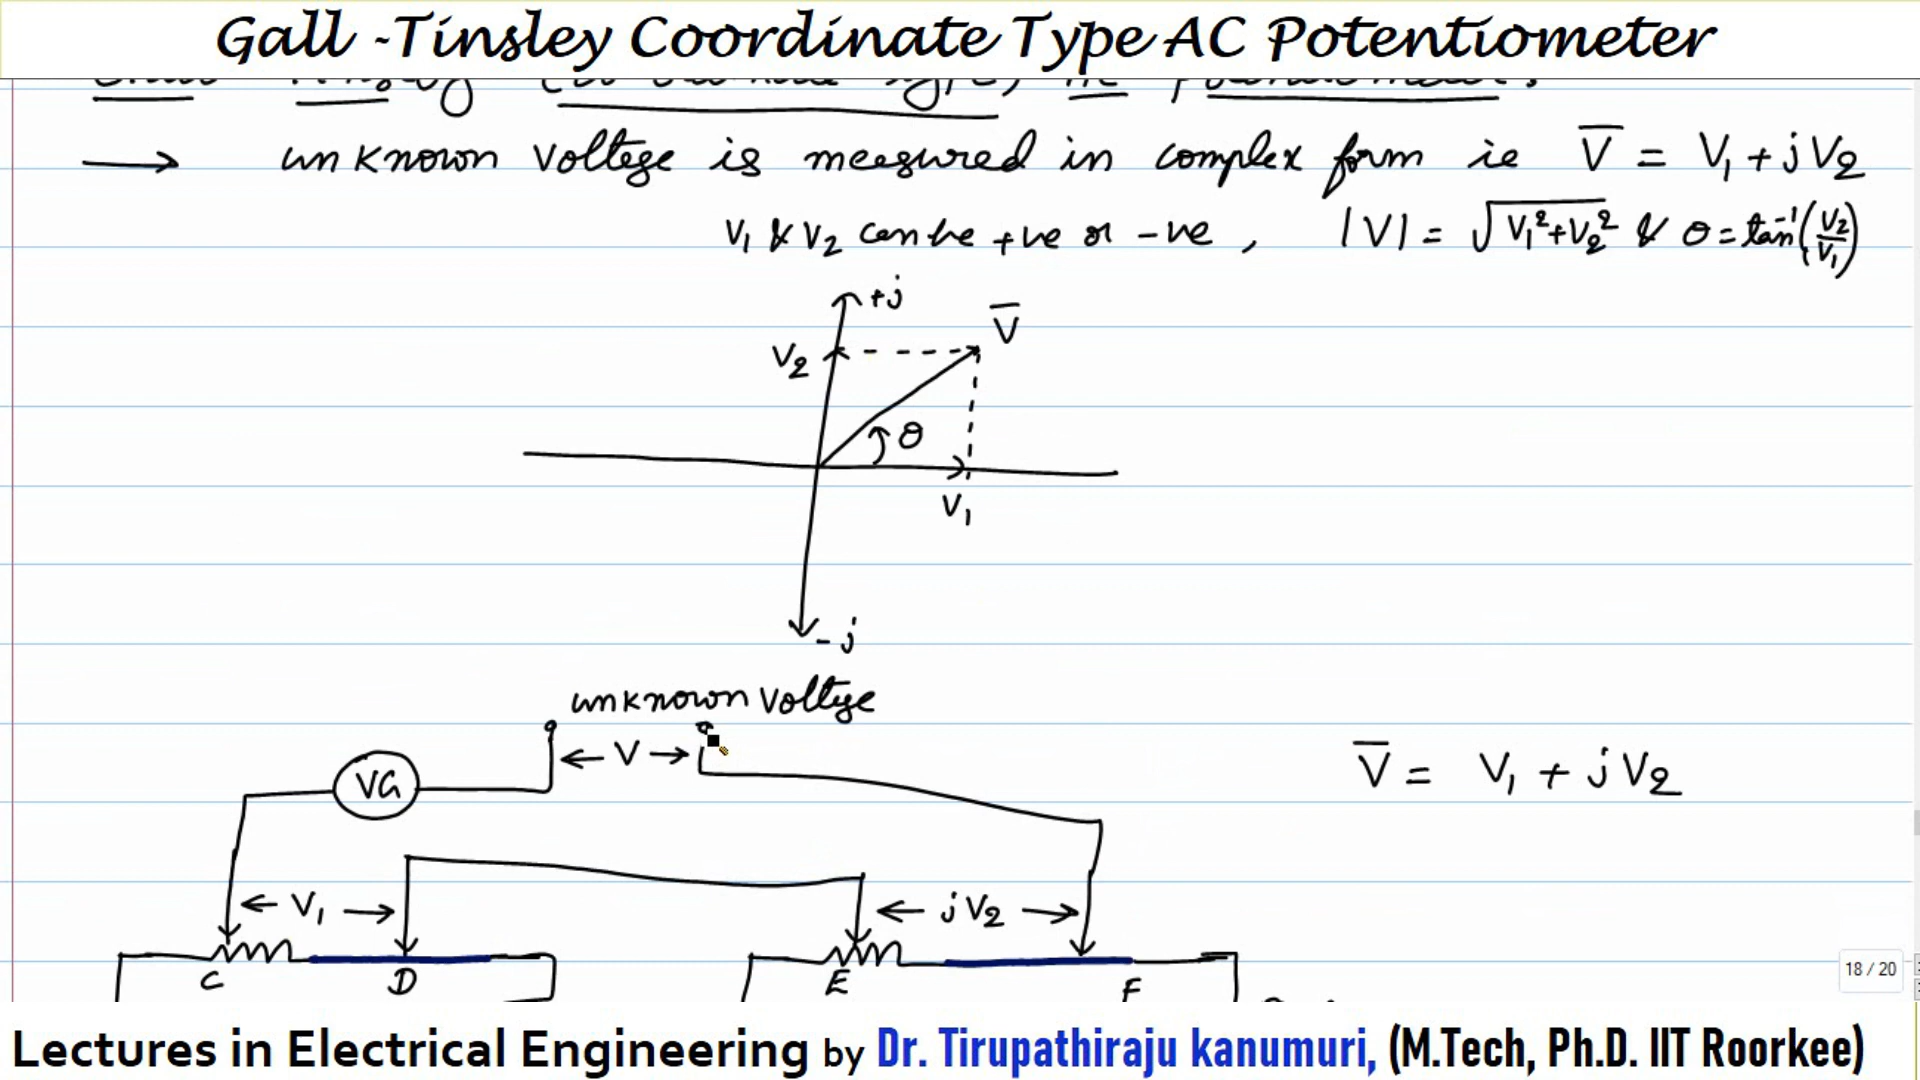 Gall -Tinsley Coordinate Type AC Potentiometer
→ unknown voltege is measured in complex form ie V̅ = V₁ + jV₂
V₁ & V₂ can be +ve or -ve , |V| = √V₁²+V₂² & θ = tan⁻¹(V₂/V₁)
+j
V̅
V₂
θ
V₁
-j
unknown Voltge
← V →
VG
V̅ = V₁ + jV₂
← V₁ →
← jV₂ →
C
D
E
F
18 / 20
Lectures in Electrical Engineering by Dr. Tirupathiraju kanumuri, (M.Tech, Ph.D. IIT Roorkee)